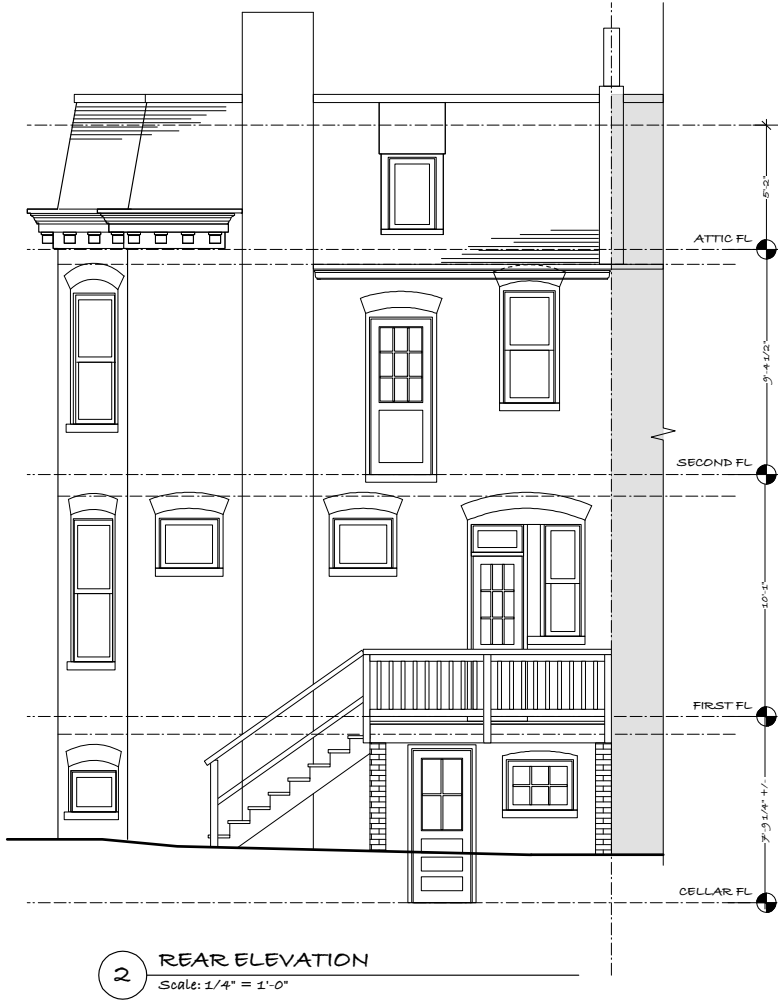 5'-2"
ATTIC FL
9'-4 1/2"
SECOND FL
10'-1"
FIRST FL
7'-9 1/4" +/-
CELLAR FL
2
REAR ELEVATION
Scale: 1/4" = 1'-0"